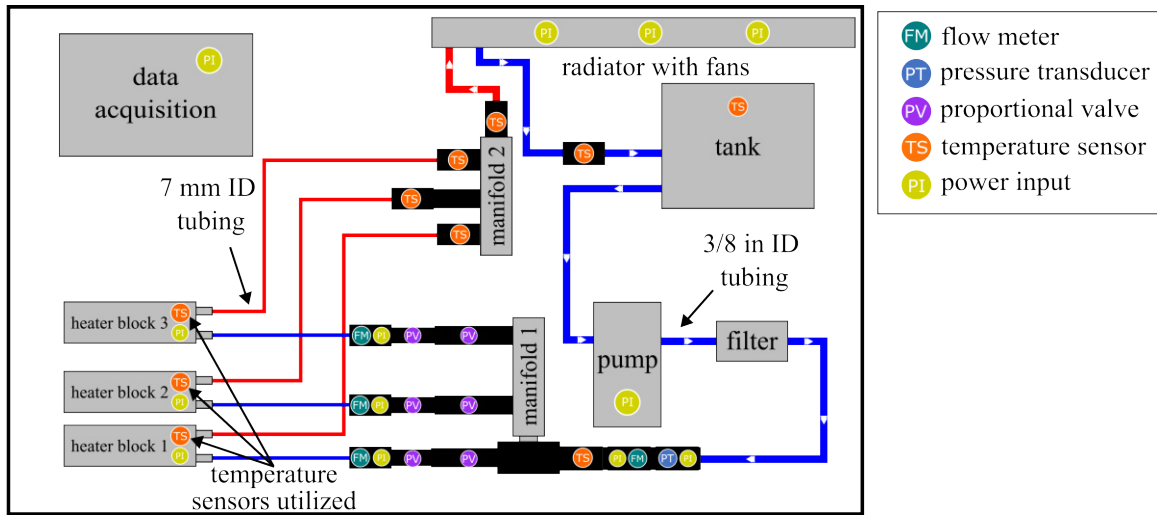 data
acquisition
PI
PI
PI
PI
radiator with fans
TS
tank
TS
TS
manifold 2
TS
TS
TS
7 mm ID
tubing
3/8 in ID
tubing
heater block 3
TS
PI
FM
PI
PV
PV
manifold 1
pump
PI
filter
heater block 2
TS
PI
FM
PI
PV
PV
heater block 1
TS
PI
FM
PI
PV
PV
TS
PI
FM
PT
PI
temperature
sensors utilized
FM flow meter
PT pressure transducer
PV proportional valve
TS temperature sensor
PI power input